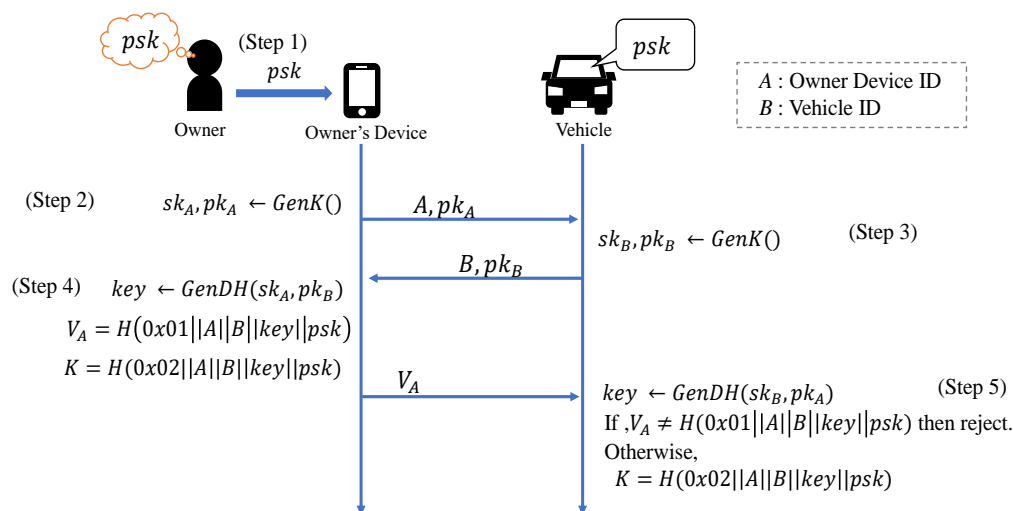 psk
(Step 1)
psk
psk
A : Owner Device ID
B : Vehicle ID
Owner
Owner's Device
Vehicle
(Step 2)
sk_A, pk_A ← GenK()
A, pk_A
sk_B, pk_B ← GenK()
(Step 3)
B, pk_B
(Step 4)
key ← GenDH(sk_A, pk_B)
V_A = H(0x01||A||B||key||psk)
K = H(0x02||A||B||key||psk)
V_A
key ← GenDH(sk_B, pk_A)
(Step 5)
If ,V_A ≠ H(0x01||A||B||key||psk) then reject.
Otherwise,
K = H(0x02||A||B||key||psk)